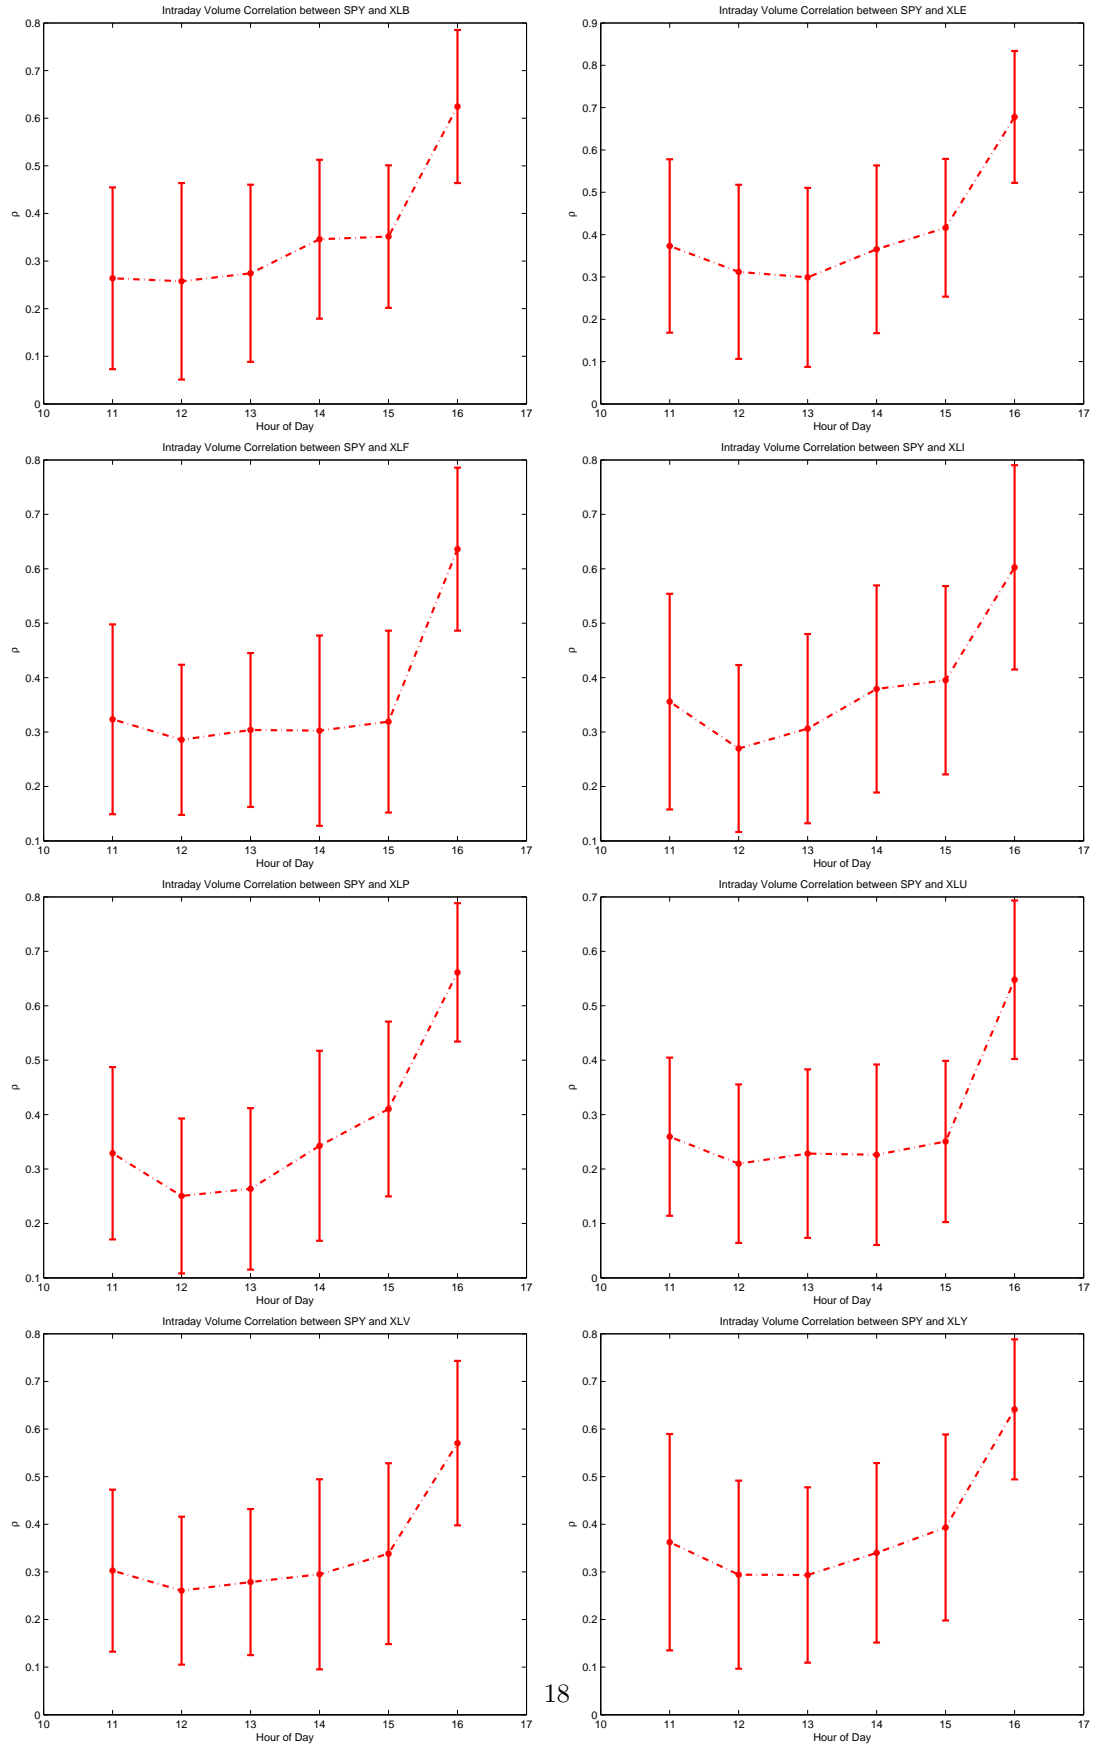 Intraday Volume Correlation between SPY and XLB
0.8
0.7
0.6
0.5
0.4
0.3
0.2
0.1
0
ρ
10 11 12 13 14 15 16 17
Hour of Day
Intraday Volume Correlation between SPY and XLE
0.9
0.8
0.7
0.6
0.5
0.4
0.3
0.2
0.1
0
ρ
10 11 12 13 14 15 16 17
Hour of Day
Intraday Volume Correlation between SPY and XLF
0.8
0.7
0.6
0.5
0.4
0.3
0.2
0.1
ρ
10 11 12 13 14 15 16 17
Hour of Day
Intraday Volume Correlation between SPY and XLI
0.8
0.7
0.6
0.5
0.4
0.3
0.2
0.1
ρ
10 11 12 13 14 15 16 17
Hour of Day
Intraday Volume Correlation between SPY and XLP
0.8
0.7
0.6
0.5
0.4
0.3
0.2
0.1
ρ
10 11 12 13 14 15 16 17
Hour of Day
Intraday Volume Correlation between SPY and XLU
0.7
0.6
0.5
0.4
0.3
0.2
0.1
0
ρ
10 11 12 13 14 15 16 17
Hour of Day
Intraday Volume Correlation between SPY and XLV
0.8
0.7
0.6
0.5
0.4
0.3
0.2
0.1
0
ρ
10 11 12 13 14 15 16 17
Hour of Day
Intraday Volume Correlation between SPY and XLY
0.8
0.7
0.6
0.5
0.4
0.3
0.2
0.1
0
ρ
10 11 12 13 14 15 16 17
Hour of Day
18